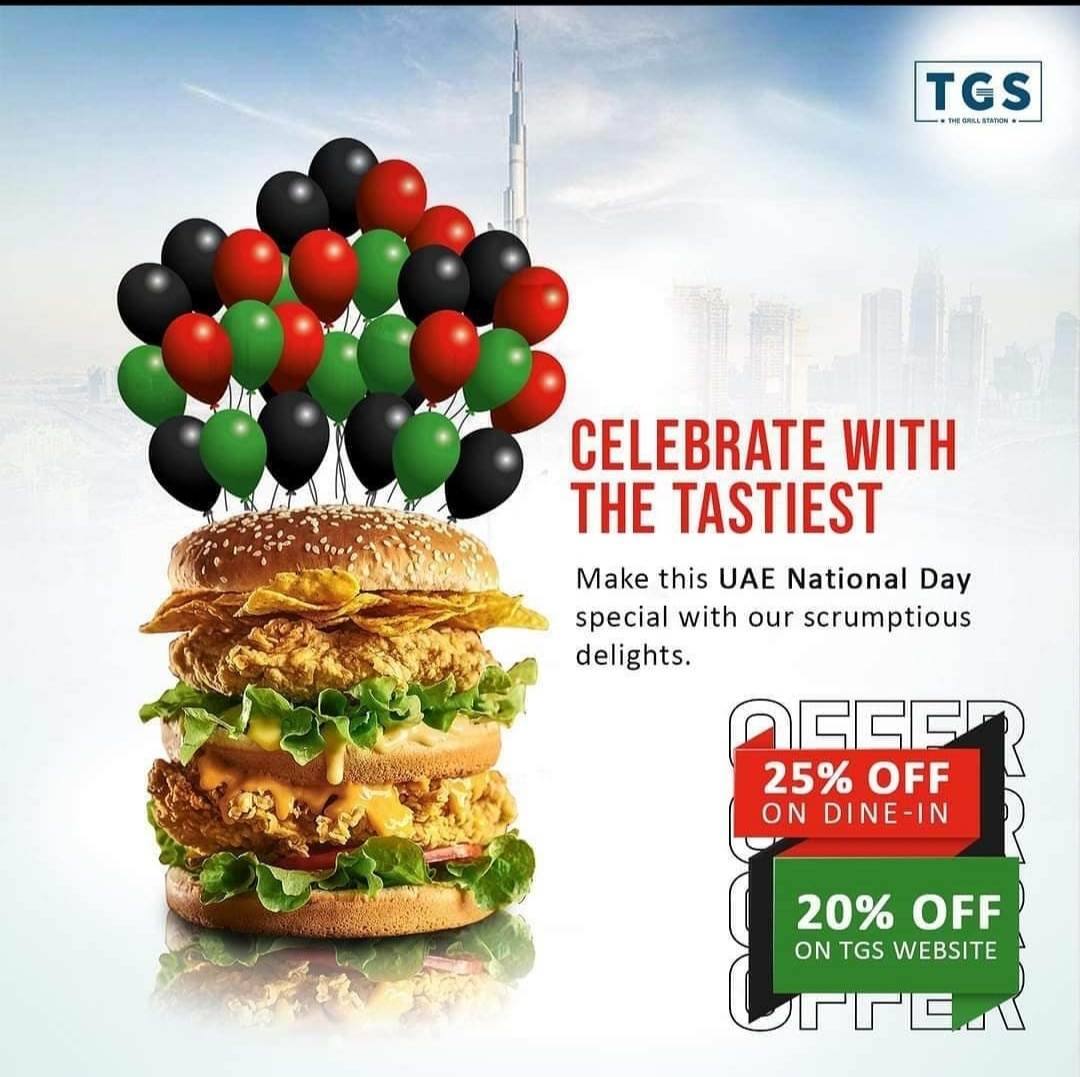 TGS
THE GRILL STATION
CELEBRATE WITH
THE TASTIEST
Make this UAE National Day
special with our scrumptious
delights.
OFFER
25% OFF
ON DINE-IN
20% OFF
ON TGS WEBSITE
OFFER